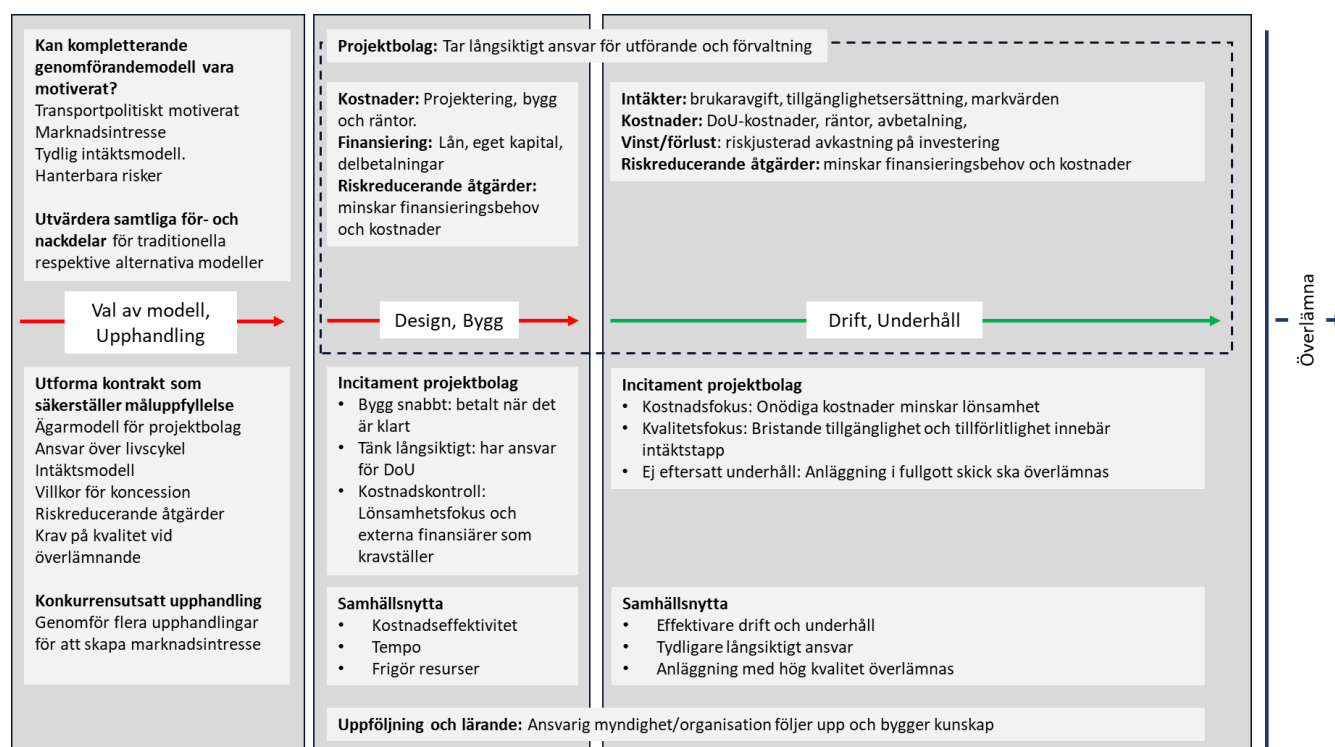 Kan kompletterande
genomförandemodell vara
motiverat?
Transportpolitiskt motiverat
Marknadsintresse
Tydlig intäktsmodell.
Hanterbara risker
Utvärdera samtliga för- och
nackdelar för traditionella
respektive alternativa modeller
Val av modell,
Upphandling
Utforma kontrakt som
säkerställer måluppfyllelse
Ägarmodell för projektbolag
Ansvar över livscykel
Intäktsmodell
Villkor för koncession
Riskreducerande åtgärder
Krav på kvalitet vid
överlämnande
Konkurrensutsatt upphandling
Genomför flera upphandlingar
för att skapa marknadsintresse
Projektbolag: Tar långsiktigt ansvar för utförande och förvaltning
Kostnader: Projektering, bygg
och räntor.
Finansiering: Lån, eget kapital,
delbetalningar
Riskreducerande åtgärder:
minskar finansieringsbehov
och kostnader
Design, Bygg
Incitament projektbolag
• Bygg snabbt: betalt när det
är klart
• Tänk långsiktigt: har ansvar
för DoU
• Kostnadskontroll:
Lönsamhetsfokus och
externa finansiärer som
kravställer
Samhällsnytta
• Kostnadseffektivitet
• Tempo
• Frigör resurser
Intäkter: brukaravgift, tillgänglighetsersättning, markvärden
Kostnader: DoU-kostnader, räntor, avbetalning,
Vinst/förlust: riskjusterad avkastning på investering
Riskreducerande åtgärder: minskar finansieringsbehov och kostnader
Drift, Underhåll
Incitament projektbolag
• Kostnadsfokus: Onödiga kostnader minskar lönsamhet
• Kvalitetsfokus: Bristande tillgänglighet och tillförlitlighet innebär
intäktstapp
• Ej eftersatt underhåll: Anläggning i fullgott skick ska överlämnas
Samhällsnytta
• Effektivare drift och underhåll
• Tydligare långsiktigt ansvar
• Anläggning med hög kvalitet överlämnas
Uppföljning och lärande: Ansvarig myndighet/organisation följer upp och bygger kunskap
Överlämna